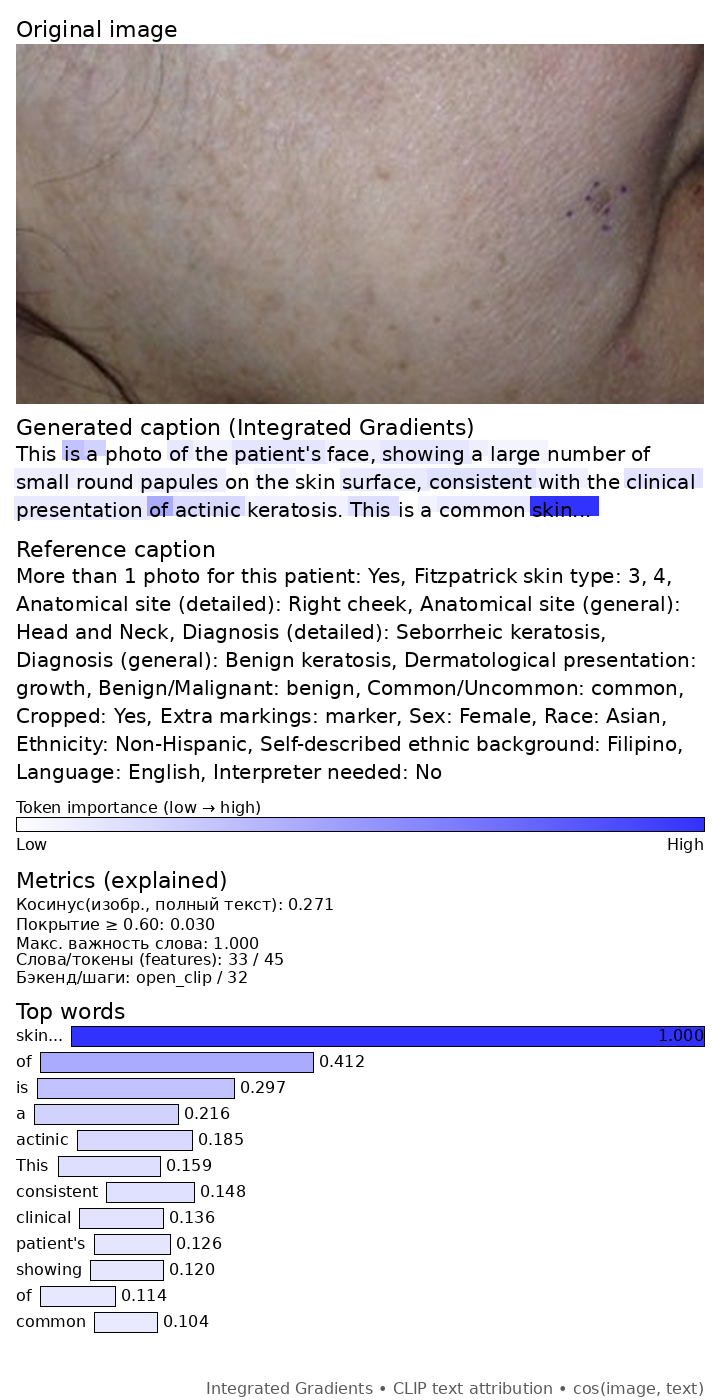 Original image
Generated caption (Integrated Gradients)
This is a photo of the patient's face, showing a large number of
small round papules on the skin surface, consistent with the clinical
presentation of actinic keratosis. This is a common skin...
Reference caption
More than 1 photo for this patient: Yes, Fitzpatrick skin type: 3, 4,
Anatomical site (detailed): Right cheek, Anatomical site (general):
Head and Neck, Diagnosis (detailed): Seborrheic keratosis,
Diagnosis (general): Benign keratosis, Dermatological presentation:
growth, Benign/Malignant: benign, Common/Uncommon: common,
Cropped: Yes, Extra markings: marker, Sex: Female, Race: Asian,
Ethnicity: Non-Hispanic, Self-described ethnic background: Filipino,
Language: English, Interpreter needed: No
Token importance (low → high)
Low High
Metrics (explained)
Косинус(изобр., полный текст): 0.271
Покрытие ≥ 0.60: 0.030
Макс. важность слова: 1.000
Слова/токены (features): 33 / 45
Бэкенд/шаги: open_clip / 32
Top words
skin... 1.000
of 0.412
is 0.297
a 0.216
actinic 0.185
This 0.159
consistent 0.148
clinical 0.136
patient's 0.126
showing 0.120
of 0.114
common 0.104
Integrated Gradients • CLIP text attribution • cos(image, text)